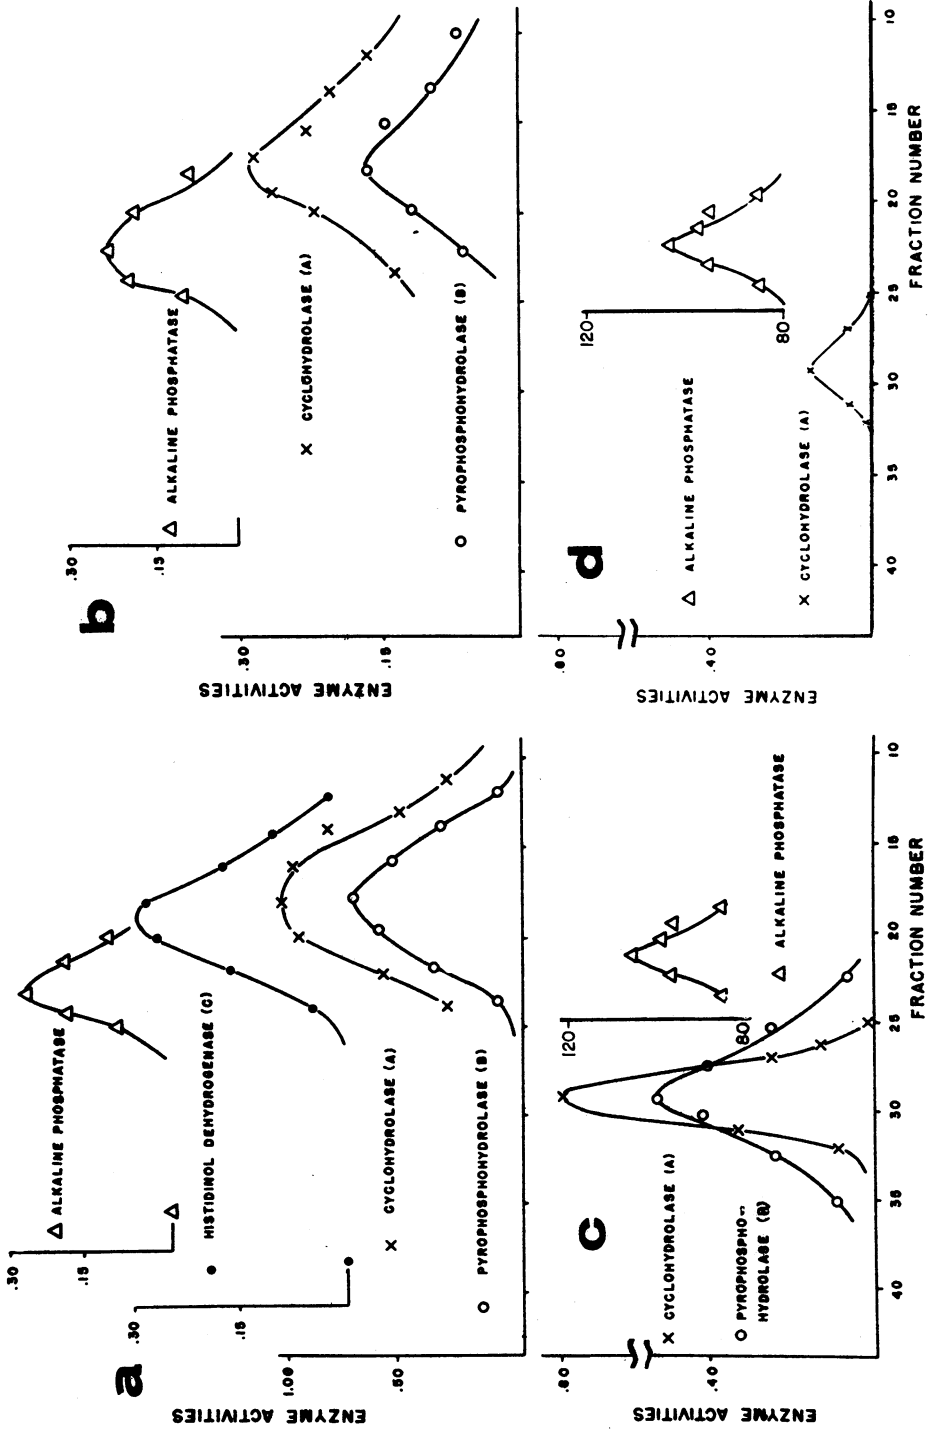 a
ENZYME ACTIVITIES
.30
.15
.30
.15
1.00
.50
△ ALKALINE PHOSPHATASE
● HISTIDINOL DEHYDROGENASE (C)
× CYCLOHYDROLASE (A)
○ PYROPHOSPHOHYDROLASE (B)
b
ENZYME ACTIVITIES
.30
.15
.30
.15
△ ALKALINE PHOSPHATASE
× CYCLOHYDROLASE (A)
○ PYROPHOSPHOHYDROLASE (B)
c
ENZYME ACTIVITIES
.80
.40
120
80
× CYCLOHYDROLASE (A)
○ PYROPHOSPHO-
HYDROLASE (B)
△ ALKALINE PHOSPHATASE
40 35 30 25 20 15 10
FRACTION NUMBER
d
ENZYME ACTIVITIES
.80
.40
120
80
△ ALKALINE PHOSPHATASE
× CYCLOHYDROLASE (A)
40 35 30 25 20 15 10
FRACTION NUMBER